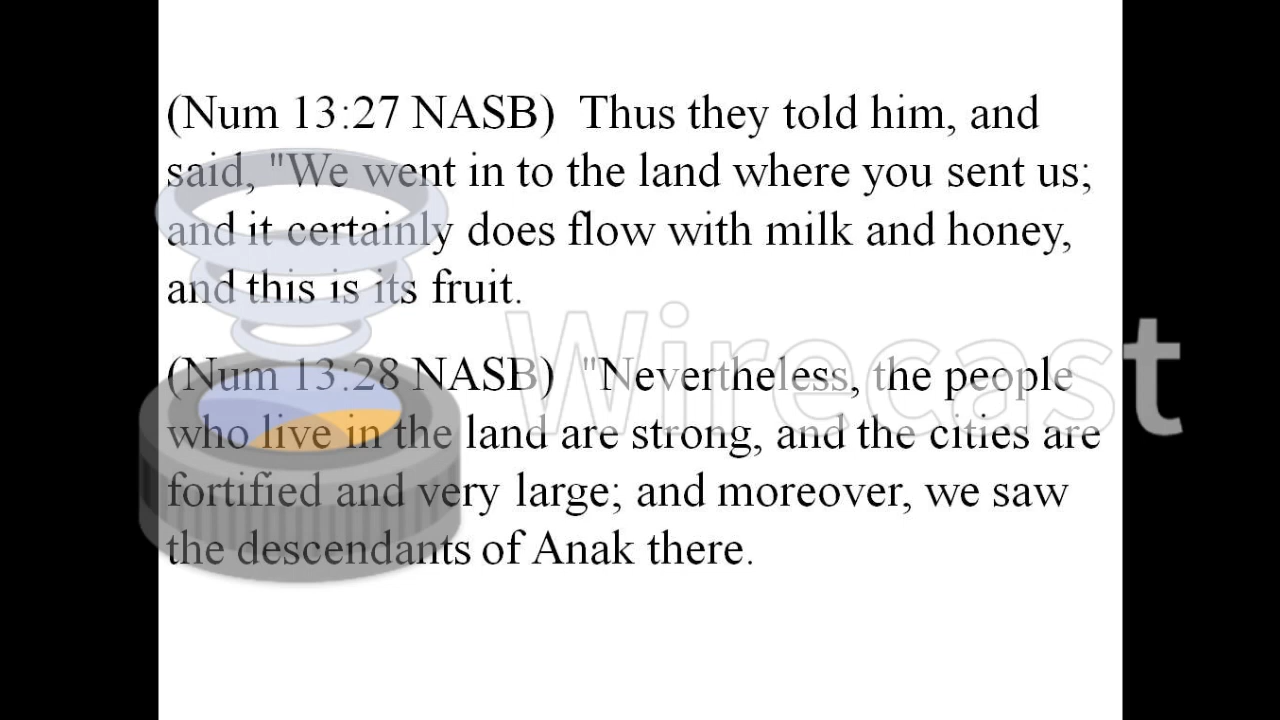 (Num 13:27 NASB)  Thus they told him, and
said, "We went in to the land where you sent us;
and it certainly does flow with milk and honey,
and this is its fruit.
Wirecast
(Num 13:28 NASB)  "Nevertheless, the people
who live in the land are strong, and the cities are
fortified and very large; and moreover, we saw
the descendants of Anak there.